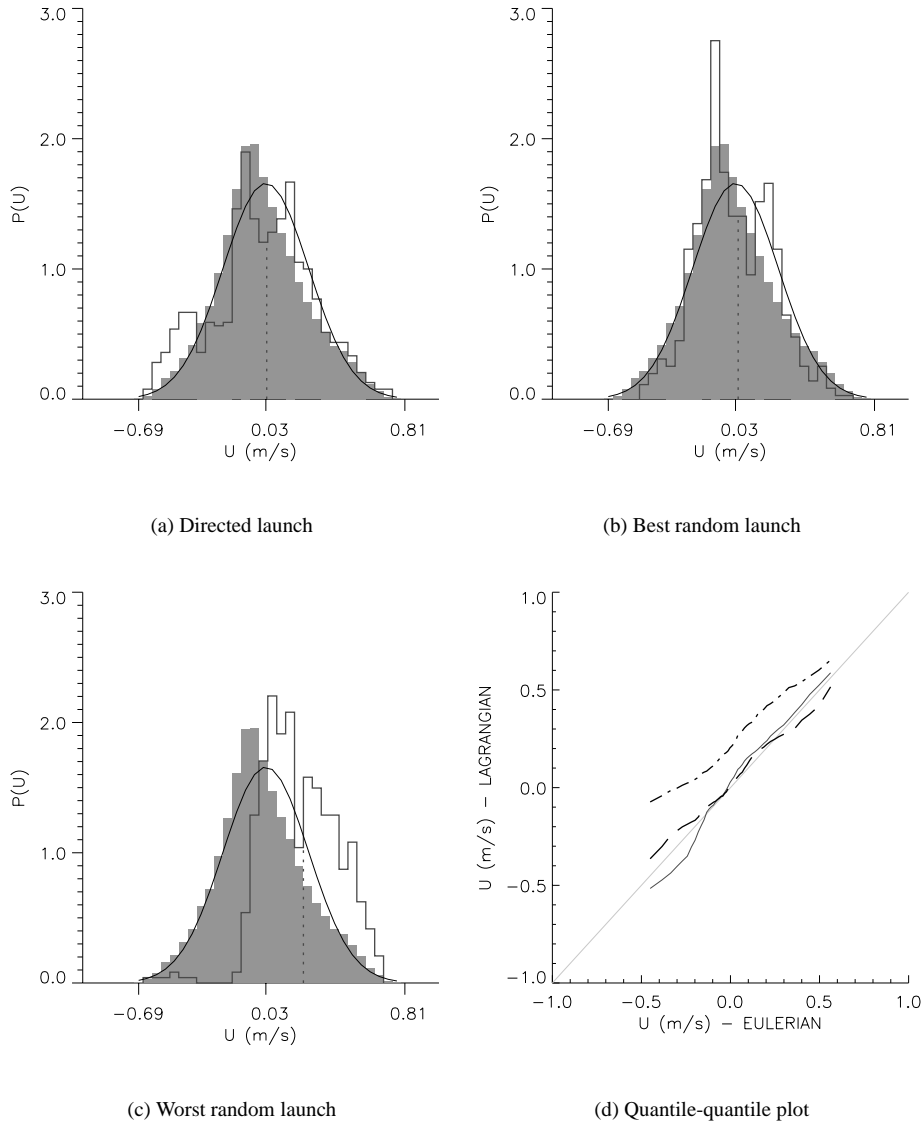 3.0
2.0
1.0
0.0
P(U)
−0.69
0.03
0.81
U (m/s)
(a) Directed launch
3.0
2.0
1.0
0.0
P(U)
−0.69
0.03
0.81
U (m/s)
(b) Best random launch
3.0
2.0
1.0
0.0
P(U)
−0.69
0.03
0.81
U (m/s)
(c) Worst random launch
1.0
0.5
0.0
−0.5
−1.0
U (m/s) − LAGRANGIAN
−1.0
−0.5
0.0
0.5
1.0
U (m/s) − EULERIAN
(d) Quantile-quantile plot